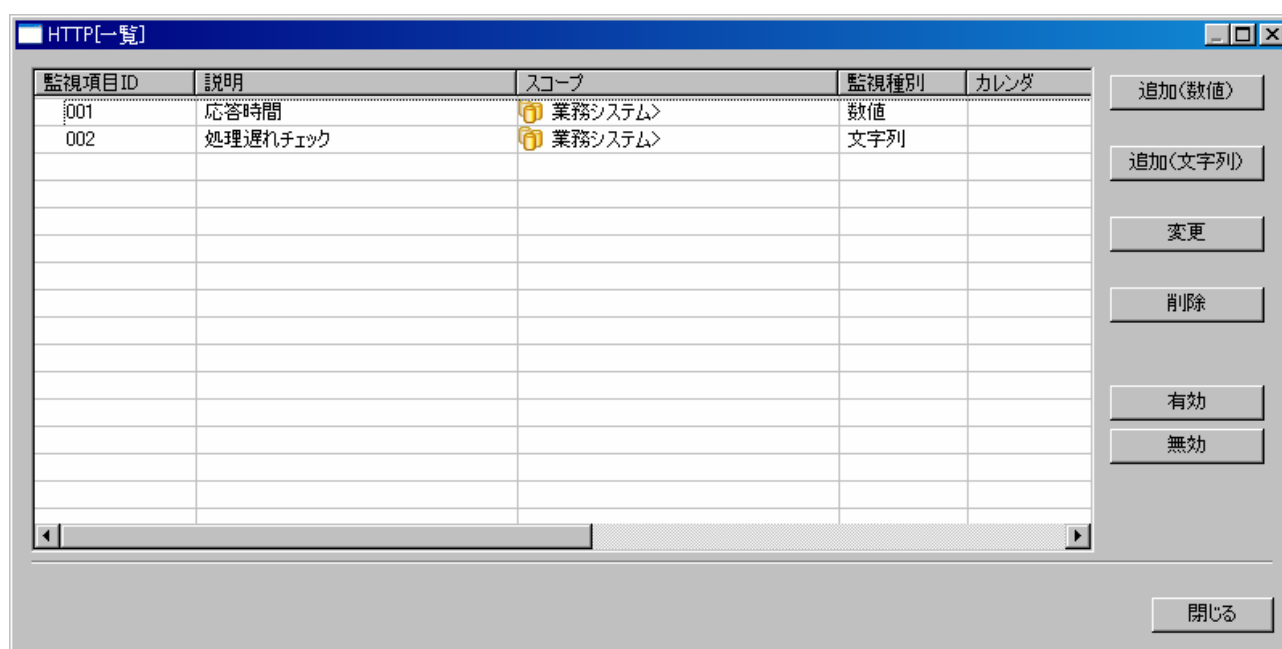 HTTP[一覧]
監視項目ID 説明 スコープ 監視種別 カレンダ
001 応答時間 業務システム> 数値
002 処理遅れチェック 業務システム> 文字列
追加(数値)
追加(文字列)
変更
削除
有効
無効
閉じる